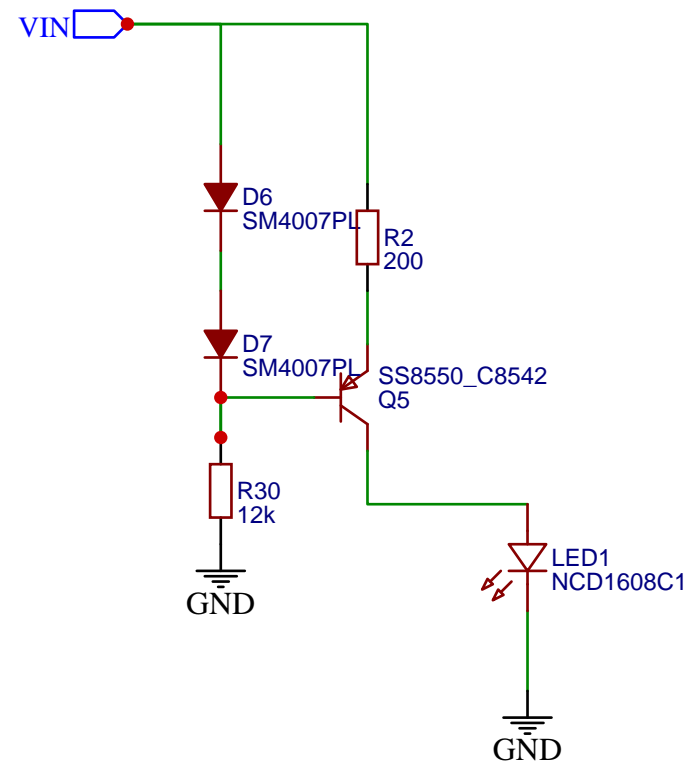 VIN
D6
SM4007PL
R2
200
D7
SM4007PL
SS8550_C8542
Q5
R30
12k
GND
LED1
NCD1608C1
GND